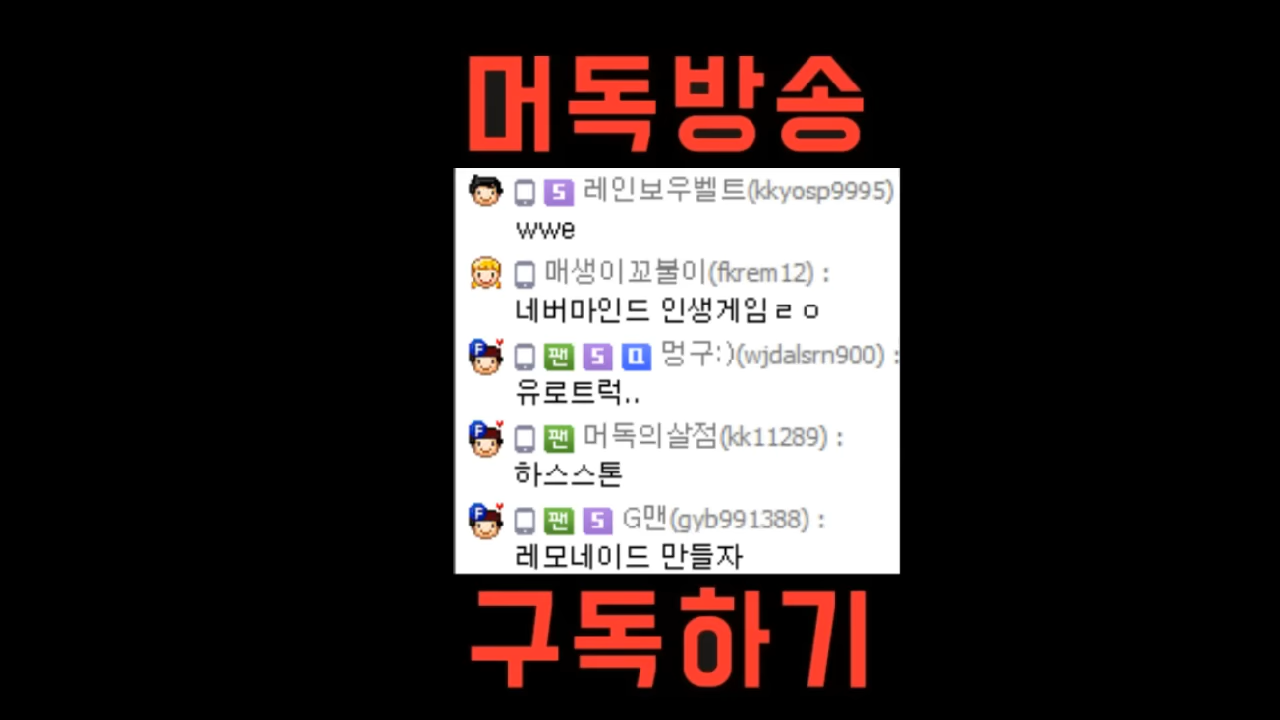 머독방송
S 레인보우벨트(kkyosp9995)
wwe
매생이꼬불이(fkrem12) :
네버마인드 인생게임ㄹㅇ
F 팬 S Q 멍구:)(wjdalsrn900) :
유로트럭..
F 팬 머독의살점(kk11289) :
하스스톤
F 팬 S G맨(gyb991388) :
레모네이드 만들자
구독하기